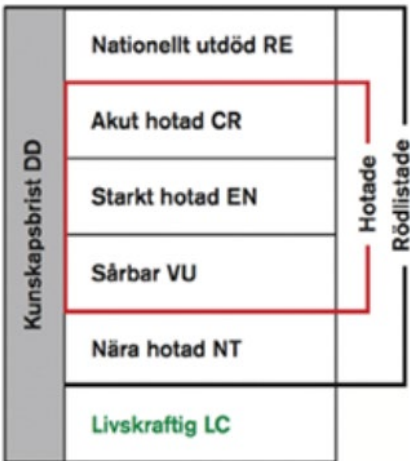 Kunskapsbrist DD
Nationellt utdöd RE
Akut hotad CR
Starkt hotad EN
Sårbar VU
Nära hotad NT
Livskraftig LC
Hotade
Rödlistade